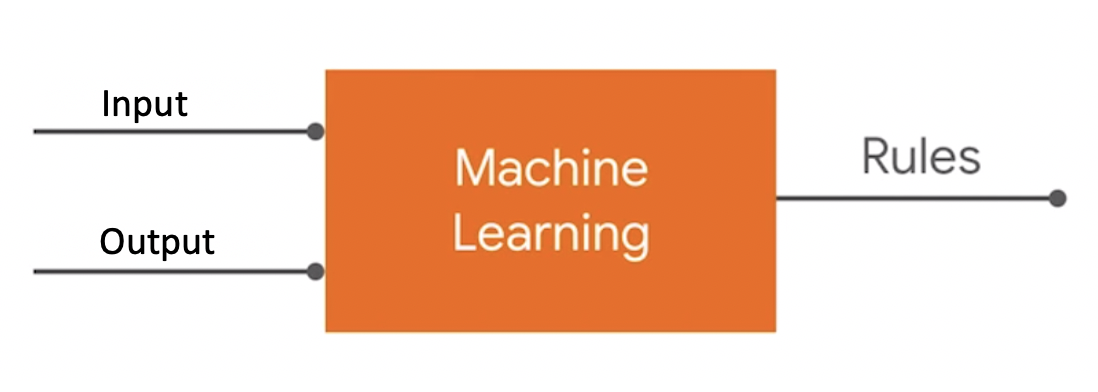 Input
Output
Machine
Learning
Rules